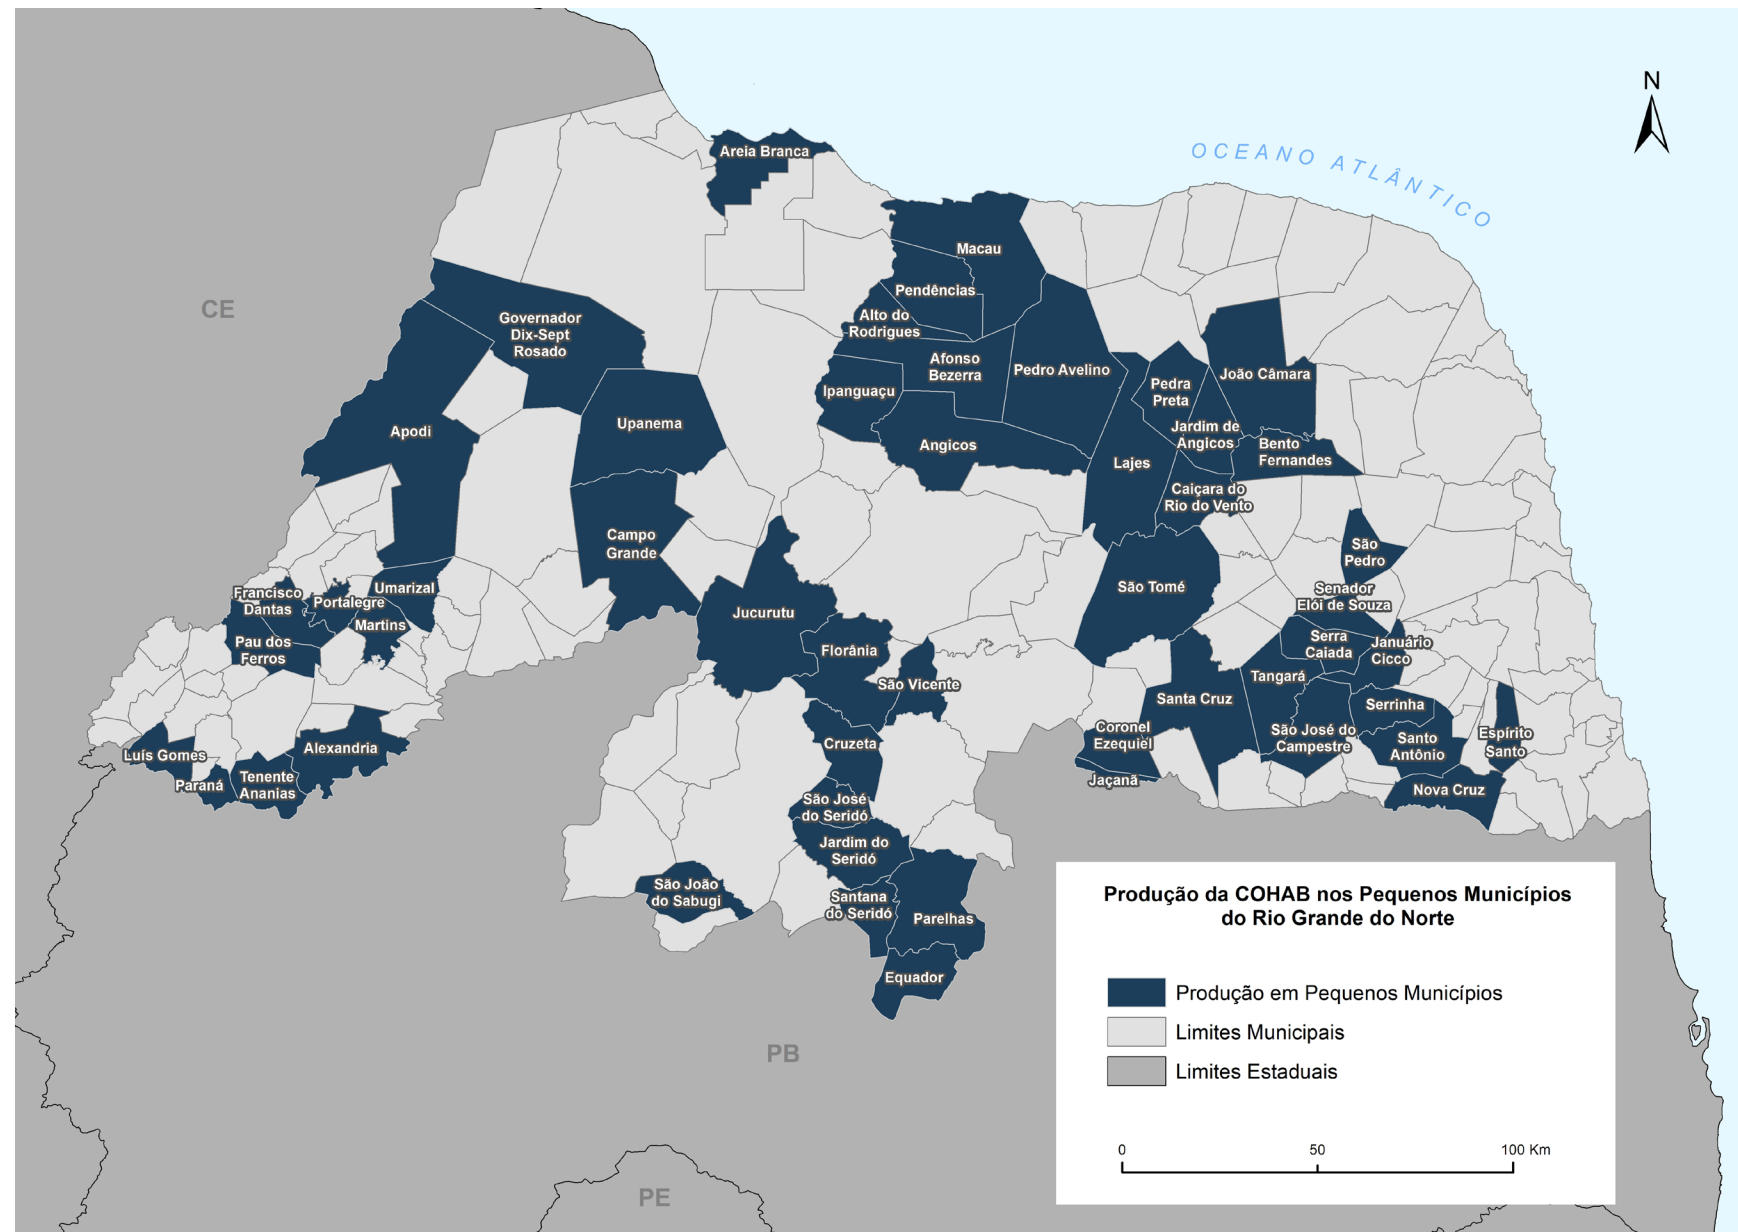 N
OCEANO ATLÂNTICO
Areia Branca
Macau
CE
Pendências
Governador
Dix-Sept
Rosado
Alto do
Rodrigues
Afonso
Bezerra
Pedro Avelino
João Câmara
Pedra
Preta
Ipanguaçu
Upanema
Apodi
Angicos
Jardim de
Angicos
Bento
Fernandes
Lajes
Caiçara do
Rio do Vento
Campo
Grande
São
Pedro
São Tomé
Senador
Elói de Souza
Francisco
Dantas
Portalegre
Umarizal
Martins
Jucurutu
Pau dos
Ferros
Florânia
Serra
Caiada
Januário
Cicco
São Vicente
Tangará
Santa Cruz
Serrinha
Coronel
Ezequiel
São José do
Campestre
Santo
Antônio
Espírito
Santo
Luís Gomes
Alexandria
Cruzeta
Paraná
Tenente
Ananias
Jaçanã
Nova Cruz
São José
do Seridó
Jardim do
Seridó
São João
do Sabugi
Santana
do Seridó
Parelhas
Equador
PB
PE
Produção da COHAB nos Pequenos Municípios
do Rio Grande do Norte
Produção em Pequenos Municípios
Limites Municipais
Limites Estaduais
0 50 100 Km